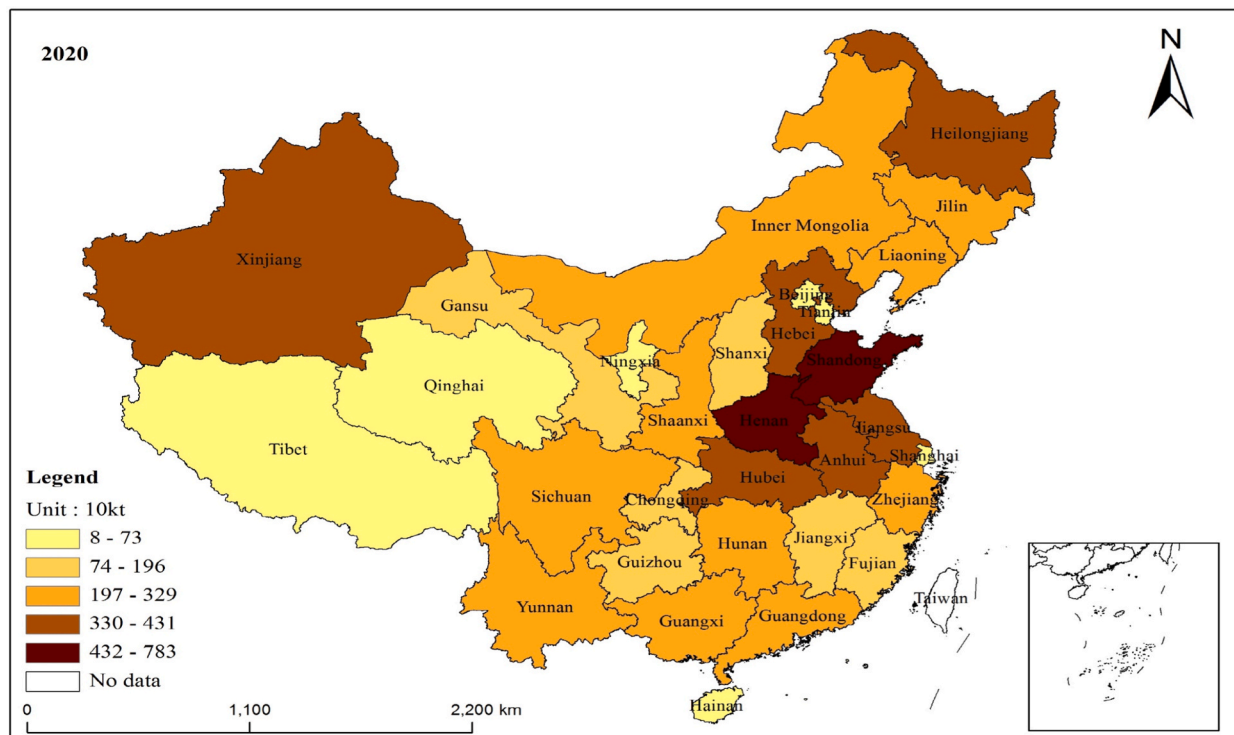 2020
N
Heilongjiang
Jilin
Inner Mongolia
Liaoning
Xinjiang
Beijing
Gansu
Tianjin
Hebei
Shanxi
Ningxia
Shandong
Qinghai
Shaanxi
Henan
Jiangsu
Tibet
Shanghai
Anhui
Hubei
Legend
Sichuan
Chongqing
Zhejiang
Unit : 10kt
8 - 73
Hunan
Jiangxi
Guizhou
Fujian
74 - 196
197 - 329
Yunnan
Taiwan
Guangxi
Guangdong
330 - 431
432 - 783
No data
Hainan
0
1,100
2,200 km